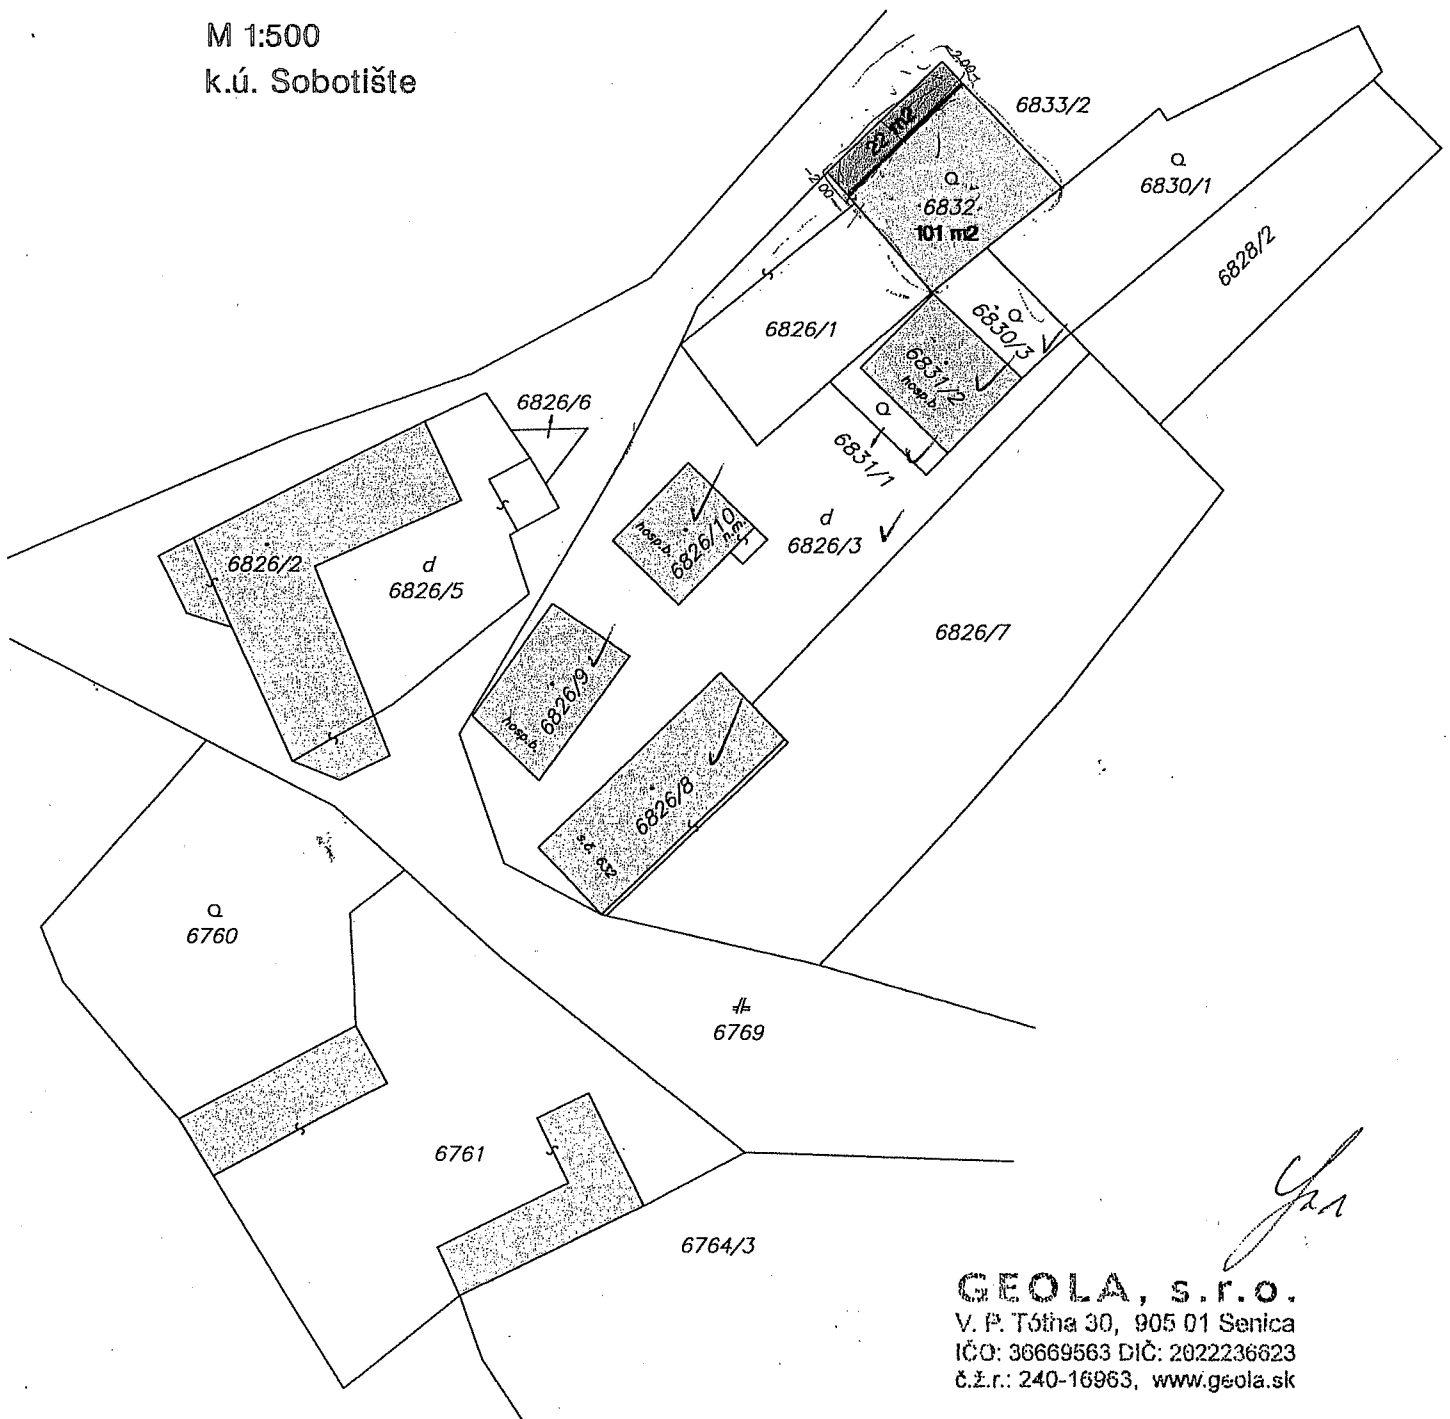 M 1:500
k.ú. Sobotište
-2.00-
6833/2
22 m2
6830/1
-2.00-
6832
101 m2
6828/2
6830/3
6826/1
6831/2
hosp.b.
6826/6
6831/1
hosp.b.
6826/10
n.m.
d
6826/3
6826/2
d
6826/5
6826/7
hosp.b.
6826/9
6826/8
s.č. 632
6760
6769
6761
6764/3
GEOLA, s.r.o.
V. P. Tótha 30, 905 01 Senica
IČO: 36669563 DIČ: 2022236623
č.ž.r.: 240-16963, www.geola.sk